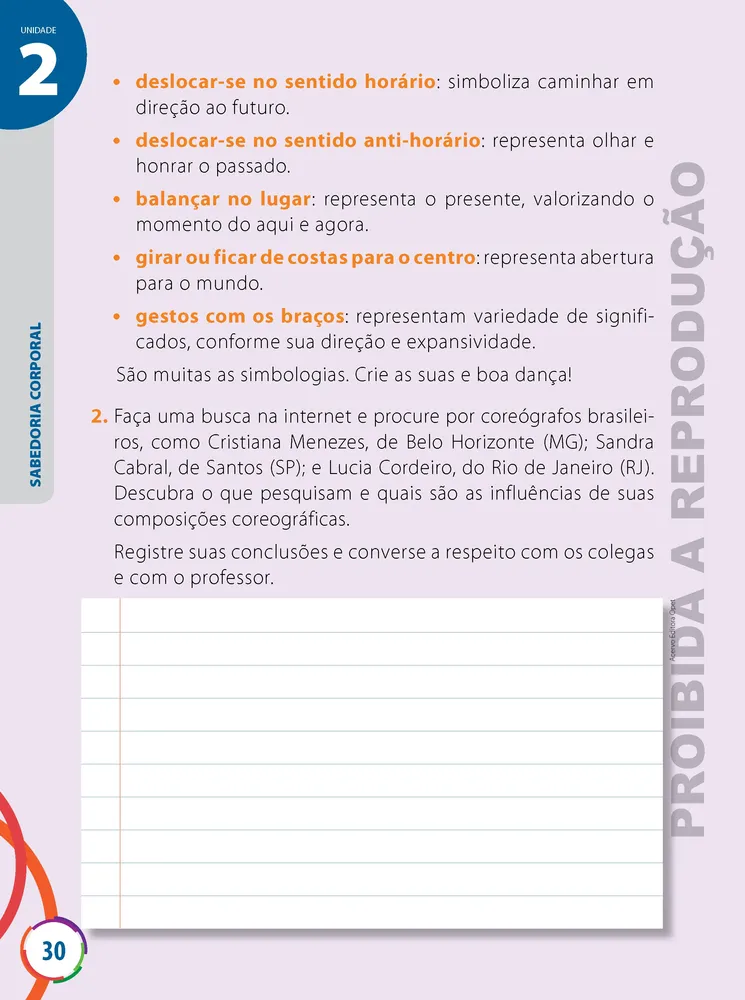 UNIDADE
2
• deslocar-se no sentido horário: simboliza caminhar em
direção ao futuro.
• deslocar-se no sentido anti-horário: representa olhar e
honrar o passado.
• balançar no lugar: representa o presente, valorizando o
momento do aqui e agora.
• girar ou ficar de costas para o centro: representa abertura
para o mundo.
• gestos com os braços: representam variedade de signifi-
cados, conforme sua direção e expansividade.
São muitas as simbologias. Crie as suas e boa dança!
2. Faça uma busca na internet e procure por coreógrafos brasilei-
ros, como Cristiana Menezes, de Belo Horizonte (MG); Sandra
Cabral, de Santos (SP); e Lucia Cordeiro, do Rio de Janeiro (RJ).
Descubra o que pesquisam e quais são as influências de suas
composições coreográficas.
Registre suas conclusões e converse a respeito com os colegas
e com o professor.
SABEDORIA CORPORAL
PROIBIDA A REPRODUÇÃO
Acervo Editora Opet
30